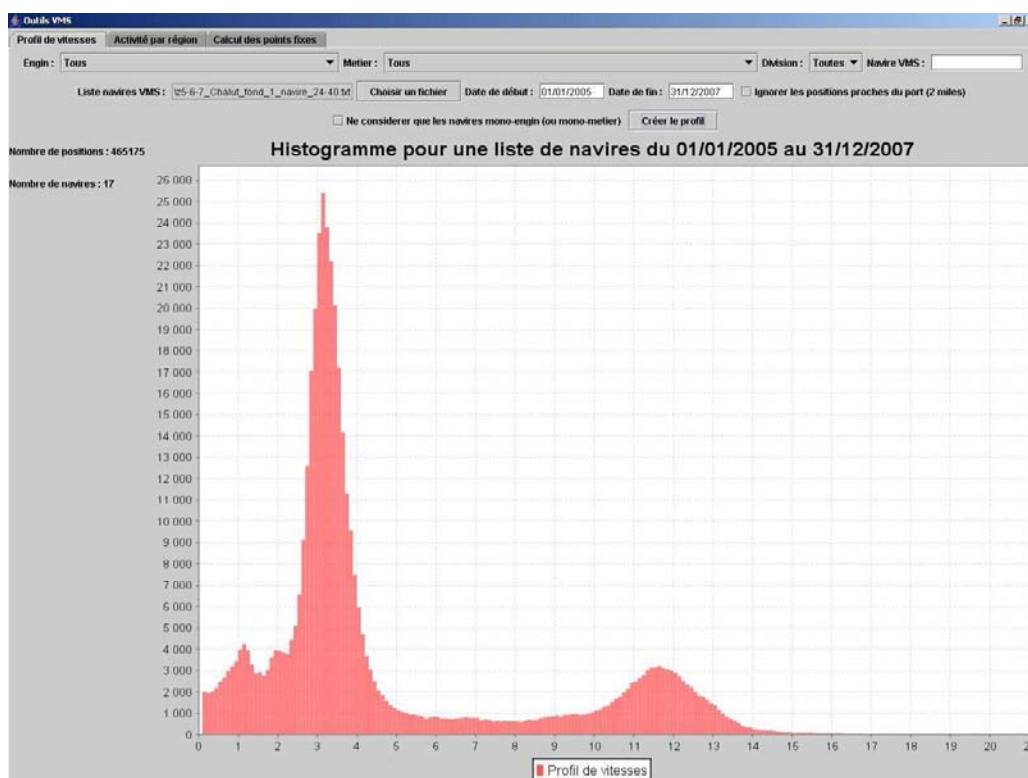 Outils VMS
Profil de vitesses Activité par région Calcul des points fixes
Engin : Tous Metier : Tous Division : Toutes Navire VMS :
Liste navires VMS : \z5-6-7_Chalut_fond_1_navire_24-40.txt Choisir un fichier Date de début : 01/01/2005 Date de fin : 31/12/2007 Ignorer les positions proches du port (2 miles)
Ne considerer que les navires mono-engin (ou mono-metier) Créer le profil
Nombre de positions : 465175
Histogramme pour une liste de navires du 01/01/2005 au 31/12/2007
Nombre de navires : 17
26 000
25 000
24 000
23 000
22 000
21 000
20 000
19 000
18 000
17 000
16 000
15 000
14 000
13 000
12 000
11 000
10 000
9 000
8 000
7 000
6 000
5 000
4 000
3 000
2 000
1 000
0 1 2 3 4 5 6 7 8 9 10 11 12 13 14 15 16 17 18 19 20
Profil de vitesses